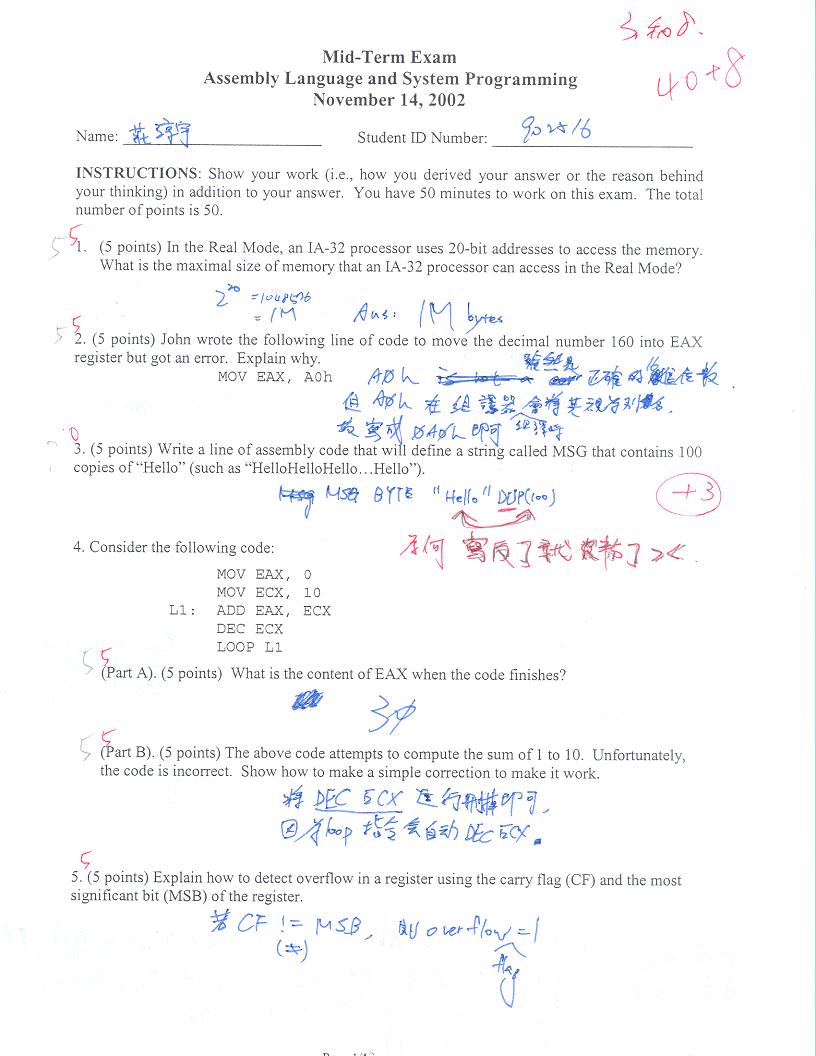 3和8.
40+8
Mid-Term Exam
Assembly Language and System Programming
November 14, 2002
Name: 莊淳宇 Student ID Number: 902516
INSTRUCTIONS: Show your work (i.e., how you derived your answer or the reason behind
your thinking) in addition to your answer. You have 50 minutes to work on this exam. The total
number of points is 50.
5 5
1. (5 points) In the Real Mode, an IA-32 processor uses 20-bit addresses to access the memory.
What is the maximal size of memory that an IA-32 processor can access in the Real Mode?
2^20 = 1048576
= 1M Ans: 1M bytes
5 5
2. (5 points) John wrote the following line of code to move the decimal number 160 into EAX
register but got an error. Explain why.
MOV EAX, A0h A0h 雖然是 正確的 位數.
但 A0h 在組譯器會將其視為別名.
故寫成 0A0h 即可 組譯時
0
3. (5 points) Write a line of assembly code that will define a string called MSG that contains 100
copies of “Hello” (such as “HelloHelloHello…Hello”).
MSG BYTE "Hello" DUP(100) +3
4. Consider the following code: 寫反了就沒輸了><.
MOV EAX, 0
MOV ECX, 10
L1: ADD EAX, ECX
DEC ECX
LOOP L1
5 5
(Part A). (5 points) What is the content of EAX when the code finishes?
30
5 5
(Part B). (5 points) The above code attempts to compute the sum of 1 to 10. Unfortunately,
the code is incorrect. Show how to make a simple correction to make it work.
將 DEC ECX 進行刪掉即可,
因為loop 指令會自動 DEC ECX.
5
5. (5 points) Explain how to detect overflow in a register using the carry flag (CF) and the most
significant bit (MSB) of the register.
若 CF != MSB, 則 overflow = 1
(≠) flag